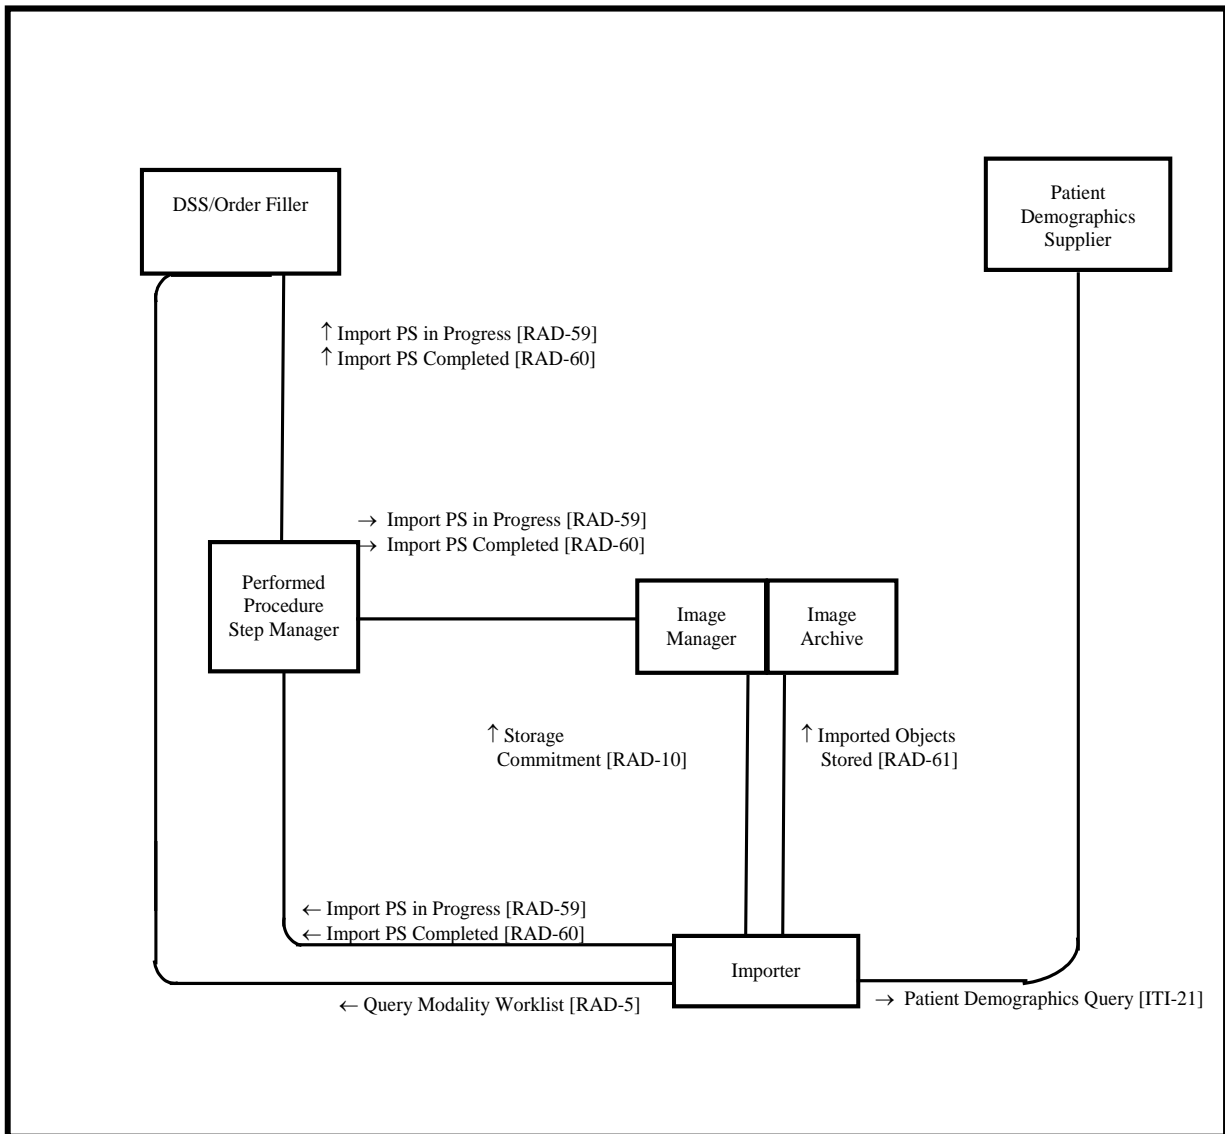 DSS/Order Filler
Patient
Demographics
Supplier
↑ Import PS in Progress [RAD-59]
↑ Import PS Completed [RAD-60]
→ Import PS in Progress [RAD-59]
→ Import PS Completed [RAD-60]
Performed
Procedure
Step Manager
Image
Manager
Image
Archive
↑ Storage
Commitment [RAD-10]
↑ Imported Objects
Stored [RAD-61]
← Import PS in Progress [RAD-59]
← Import PS Completed [RAD-60]
Importer
← Query Modality Worklist [RAD-5]
→ Patient Demographics Query [ITI-21]